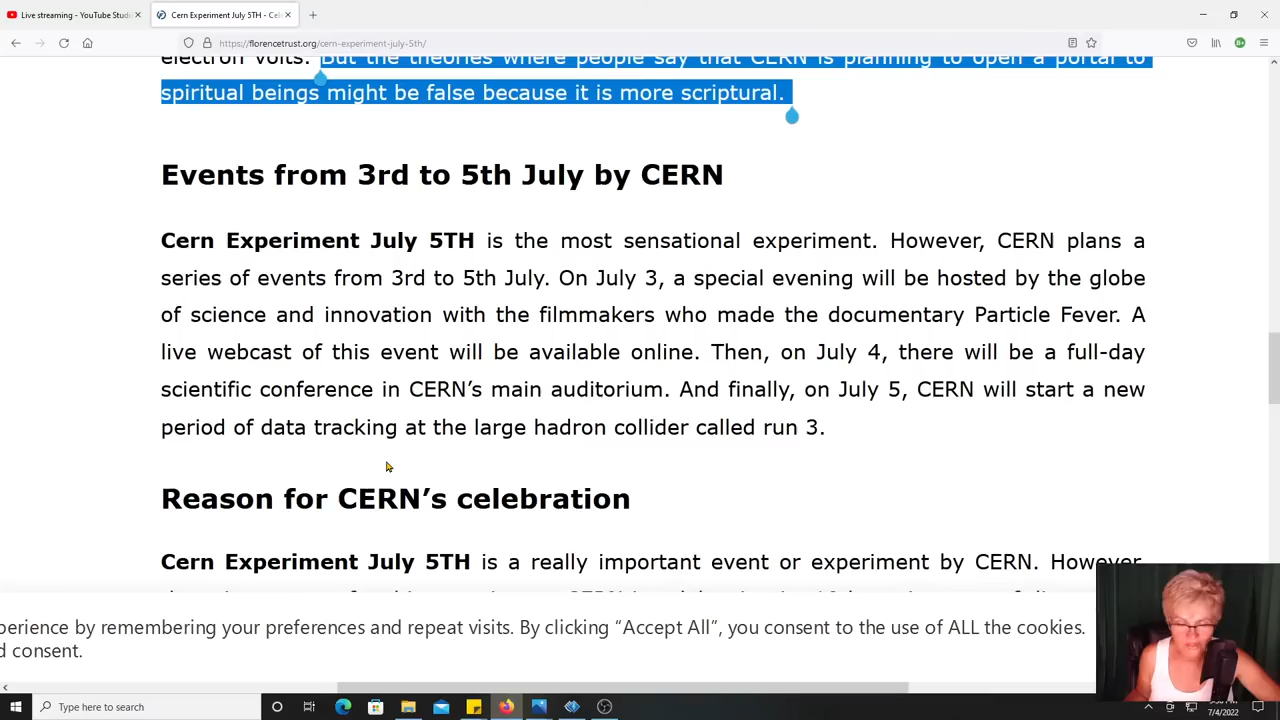 Live streaming - YouTube Studi
Cern Experiment July 5TH - Cel
https://florencetrust.org/cern-experiment-july-5th/
electron volts. But the theories where people say that CERN is planning to open a portal to
spiritual beings might be false because it is more scriptural.
Events from 3rd to 5th July by CERN
Cern Experiment July 5TH is the most sensational experiment. However, CERN plans a
series of events from 3rd to 5th July. On July 3, a special evening will be hosted by the globe
of science and innovation with the filmmakers who made the documentary Particle Fever. A
live webcast of this event will be available online. Then, on July 4, there will be a full-day
scientific conference in CERN’s main auditorium. And finally, on July 5, CERN will start a new
period of data tracking at the large hadron collider called run 3.
Reason for CERN’s celebration
Cern Experiment July 5TH is a really important event or experiment by CERN. However,
perience by remembering your preferences and repeat visits. By clicking “Accept All”, you consent to the use of ALL the cookies.
d consent.
Type here to search
7/4/2022